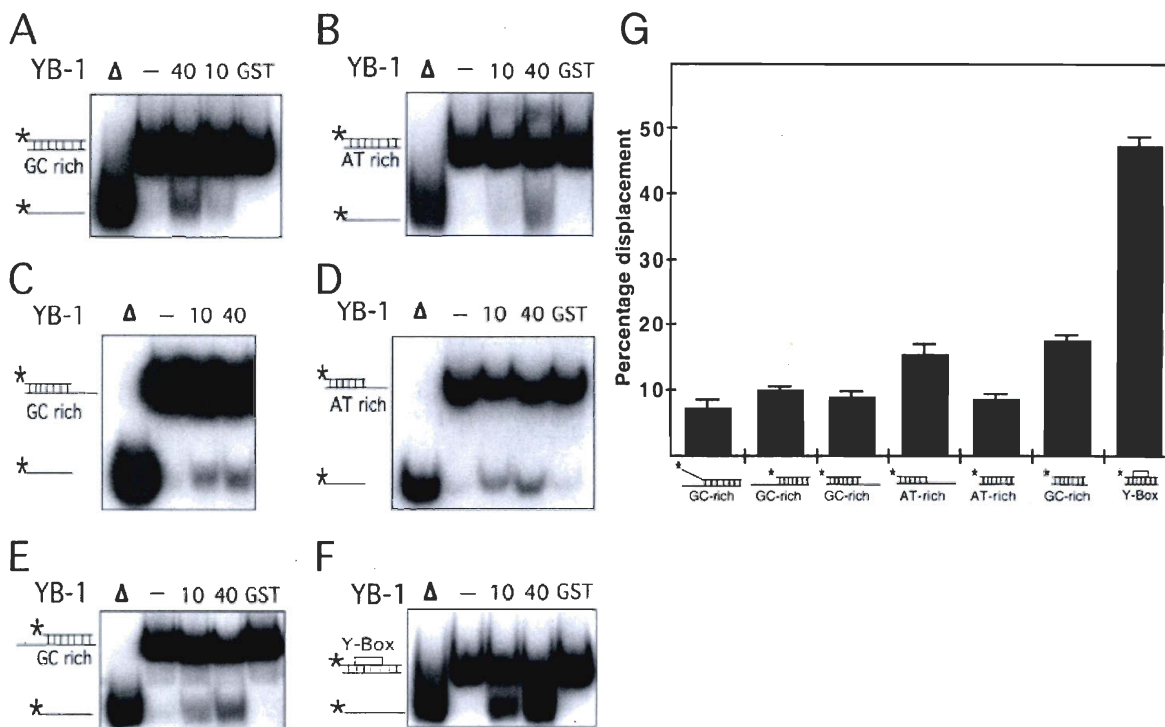 A
YB-1 Δ – 40 10 GST
*
GC rich
*
B
YB-1 Δ – 10 40 GST
*
AT rich
*
C
YB-1 Δ – 10 40
*
GC rich
*
D
YB-1 Δ – 10 40 GST
*
AT rich
*
E
YB-1 Δ – 10 40 GST
*
GC rich
*
F
YB-1 Δ – 10 40 GST
Y-Box
*
*
G
Percentage displacement
50
40
30
20
10
* * * * * * *
GC-rich GC-rich GC-rich AT-rich AT-rich GC-rich Y-Box